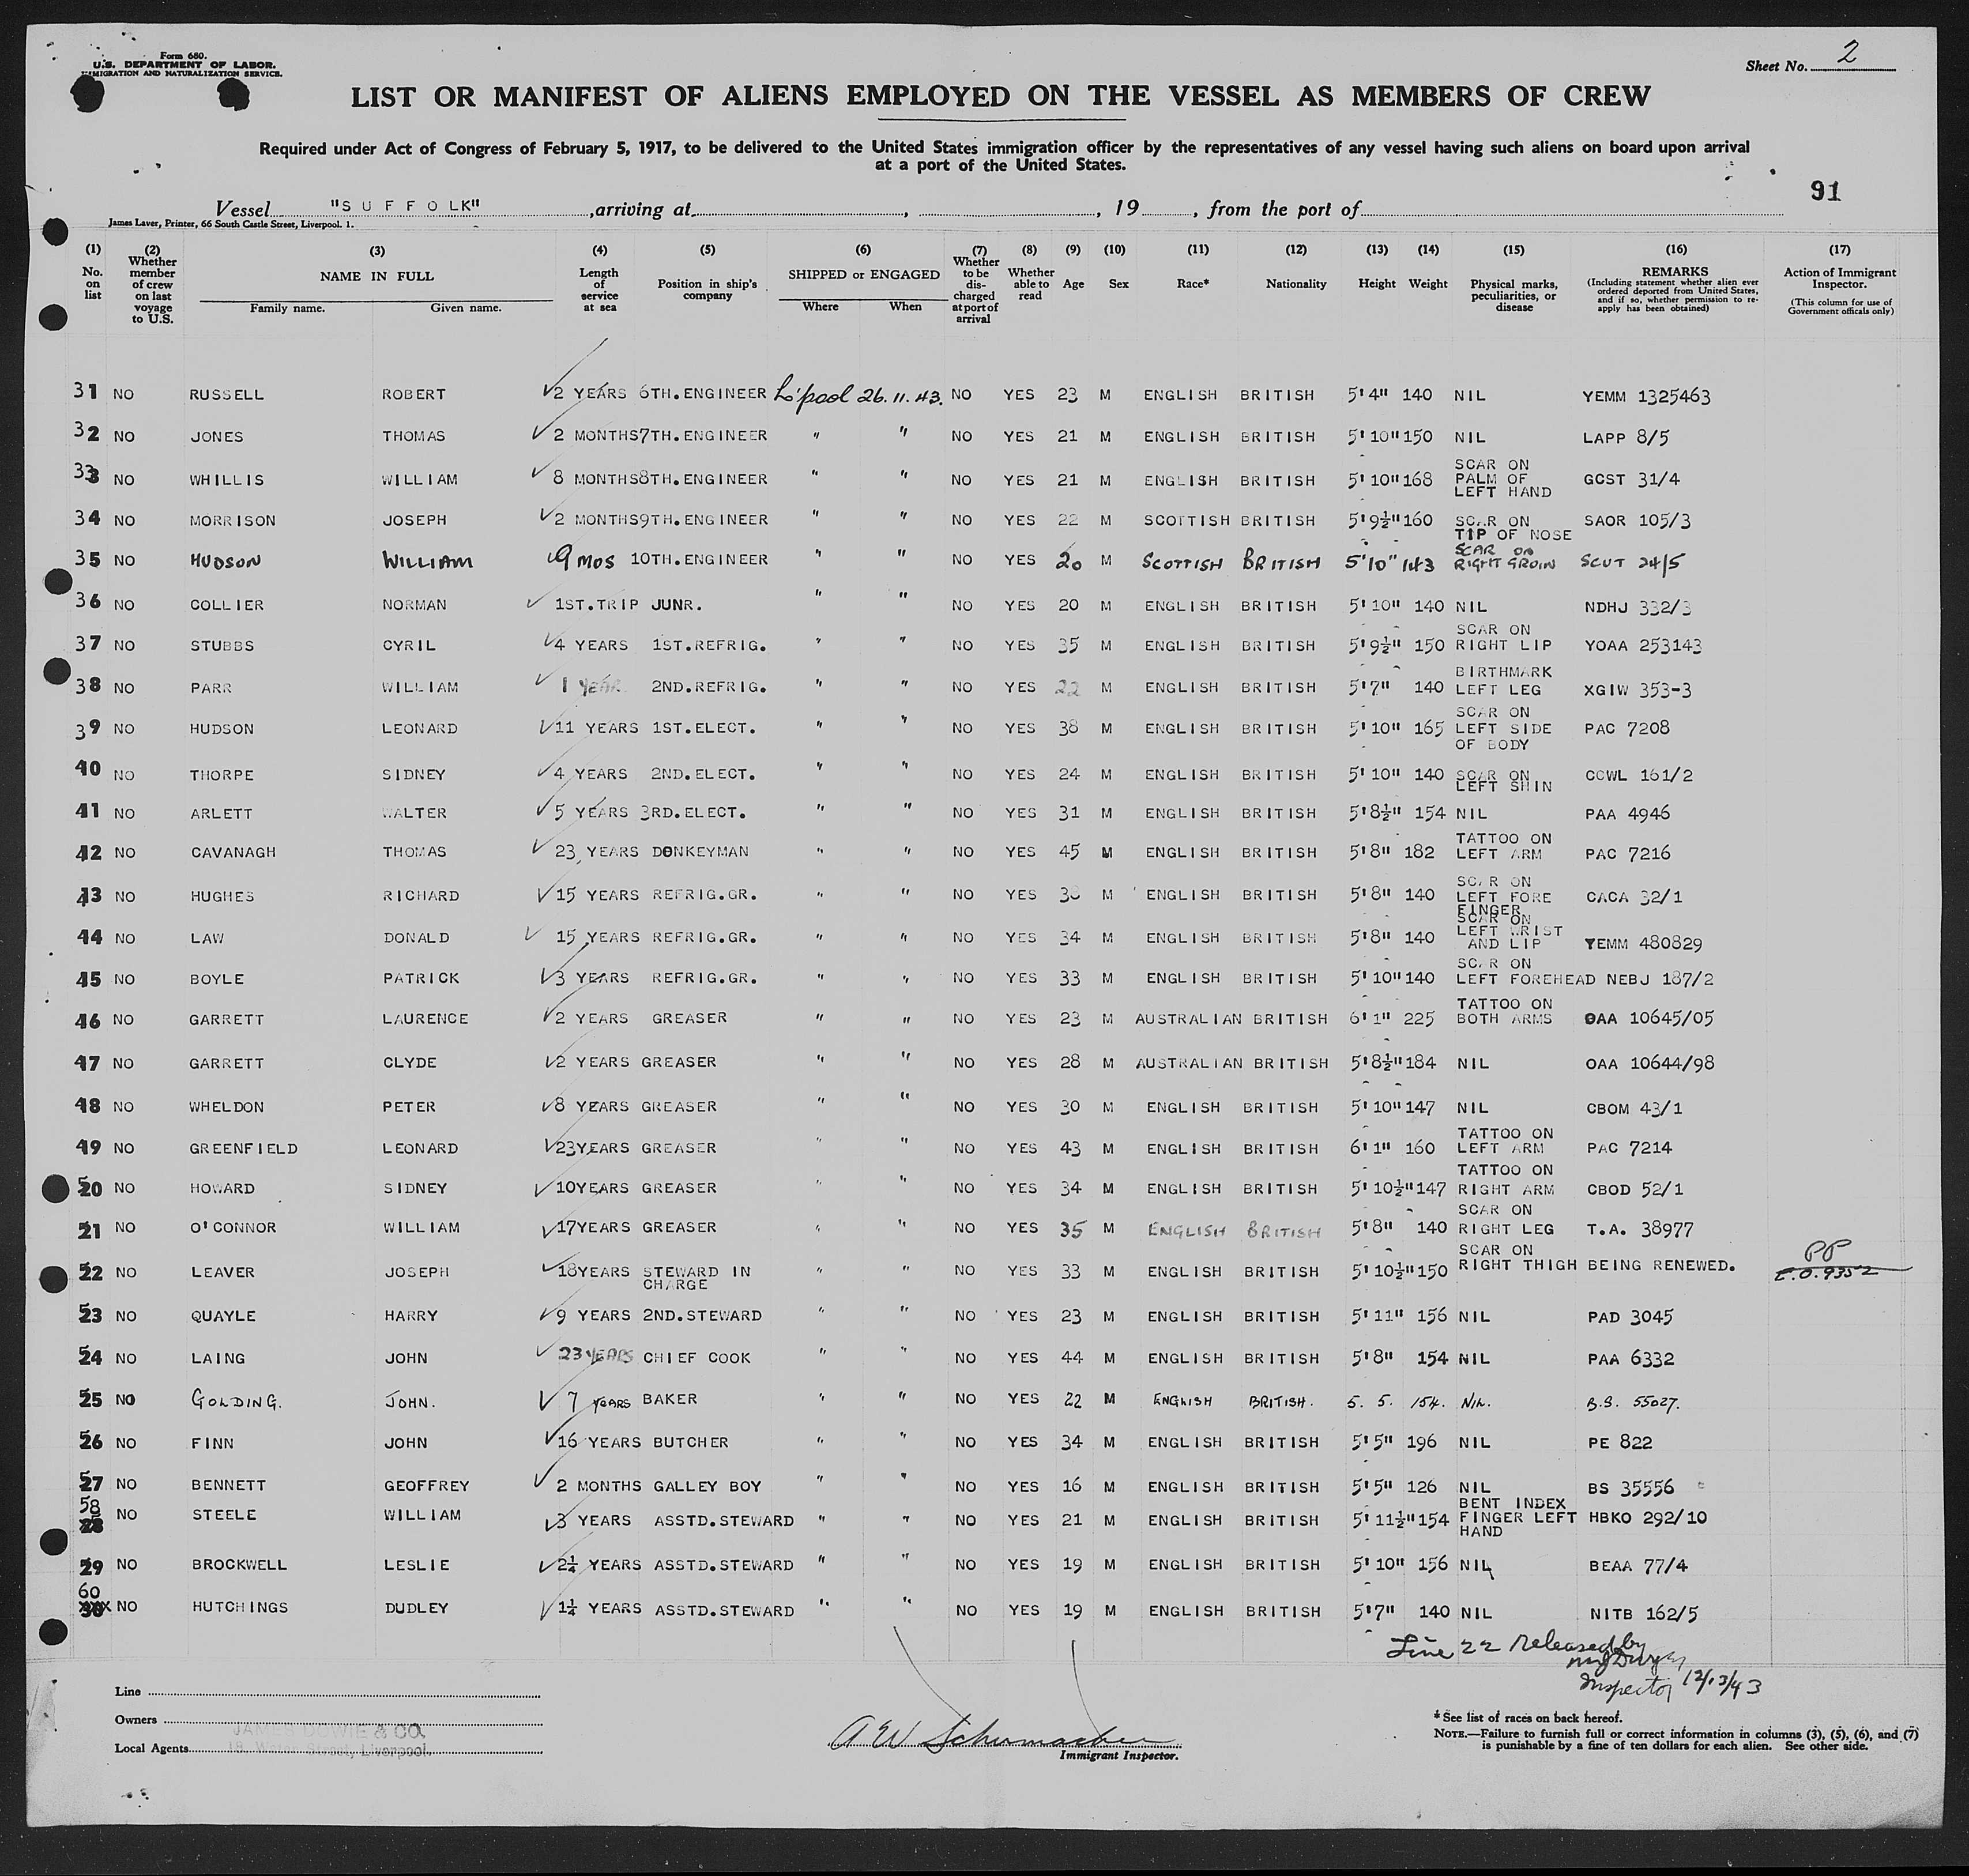 Form 680.
U.S. DEPARTMENT OF LABOR.
IMMIGRATION AND NATURALIZATION SERVICE.
Sheet No. 2
LIST OR MANIFEST OF ALIENS EMPLOYED ON THE VESSEL AS MEMBERS OF CREW
Required under Act of Congress of February 5, 1917, to be delivered to the United States immigration officer by the representatives of any vessel having such aliens on board upon arrival
at a port of the United States.
91
Vessel "SUFFOLK" , arriving at , , 19 , from the port of
James Laver, Printer, 66 South Castle Street, Liverpool. 1.
(1) No. on list
(2) Whether member of crew on last voyage to U.S.
(3) NAME IN FULL
Family name. Given name.
(4) Length of service at sea
(5) Position in ship's company
(6) SHIPPED or ENGAGED
Where When
(7) Whether to be discharged at port of arrival
(8) Whether able to read
(9) Age
(10) Sex
(11) Race*
(12) Nationality
(13) Height
(14) Weight
(15) Physical marks, peculiarities, or disease
(16) REMARKS
(Including statement whether alien ever ordered deported from United States, and if so, whether permission to re-apply has been obtained)
(17) Action of Immigrant Inspector.
(This column for use of Government officals only)
31 NO RUSSELL ROBERT 2 YEARS 6TH.ENGINEER L'pool 26.11.43. NO YES 23 M ENGLISH BRITISH 5'4" 140 NIL YEMM 1325463
32 NO JONES THOMAS 2 MONTHS 7TH.ENGINEER " " NO YES 21 M ENGLISH BRITISH 5'10" 150 NIL LAPP 8/5
33 NO WHILLIS WILLIAM 8 MONTHS 8TH.ENGINEER " " NO YES 21 M ENGLISH BRITISH 5'10" 168 SCAR ON PALM OF LEFT HAND GCST 31/4
34 NO MORRISON JOSEPH 2 MONTHS 9TH.ENGINEER " " NO YES 22 M SCOTTISH BRITISH 5'9½" 160 SCAR ON TIP OF NOSE SAOR 105/3
35 NO HUDSON WILLIAM 9 MOS 10TH.ENGINEER " " NO YES 20 M SCOTTISH BRITISH 5'10" 143 SCAR ON RIGHT GROIN SCUT 24/5
36 NO COLLIER NORMAN 1ST.TRIP JUNR. " " NO YES 20 M ENGLISH BRITISH 5'10" 140 NIL NDHJ 332/3
37 NO STUBBS CYRIL 4 YEARS 1ST.REFRIG. " " NO YES 35 M ENGLISH BRITISH 5'9½" 150 SCAR ON RIGHT LIP YOAA 253143
38 NO PARR WILLIAM 1 YEAR 2ND.REFRIG. " " NO YES 22 M ENGLISH BRITISH 5'7" 140 BIRTHMARK LEFT LEG XGIW 353-3
39 NO HUDSON LEONARD 11 YEARS 1ST.ELECT. " " NO YES 38 M ENGLISH BRITISH 5'10" 165 SCAR ON LEFT SIDE OF BODY PAC 7208
40 NO THORPE SIDNEY 4 YEARS 2ND.ELECT. " " NO YES 24 M ENGLISH BRITISH 5'10" 140 SCAR ON LEFT SHIN CCWL 161/2
41 NO ARLETT WALTER 5 YEARS 3RD.ELECT. " " NO YES 31 M ENGLISH BRITISH 5'8½" 154 NIL PAA 4946
42 NO CAVANAGH THOMAS 23 YEARS DONKEYMAN " " NO YES 45 M ENGLISH BRITISH 5'8" 182 TATTOO ON LEFT ARM PAC 7216
43 NO HUGHES RICHARD 15 YEARS REFRIG.GR. " " NO YES M ENGLISH BRITISH 5'8" 140 SCAR ON LEFT FORE FINGER CACA 32/1
44 NO LAW DONALD 15 YEARS REFRIG.GR. " " NO YES 34 M ENGLISH BRITISH 5'8" 140 SCAR ON LEFT WRIST AND LIP YEMM 480829
45 NO BOYLE PATRICK 3 YEARS REFRIG.GR. " " NO YES 33 M ENGLISH BRITISH 5'10" 140 SCAR ON LEFT FOREHEAD NEBJ 187/2
46 NO GARRETT LAURENCE 2 YEARS GREASER " " NO YES 23 M AUSTRALIAN BRITISH 6'1" 225 TATTOO ON BOTH ARMS OAA 10645/05
47 NO GARRETT CLYDE 2 YEARS GREASER " " NO YES 28 M AUSTRALIAN BRITISH 5'8½" 184 NIL OAA 10644/98
48 NO WHELDON PETER 8 YEARS GREASER " " NO YES 30 M ENGLISH BRITISH 5'10" 147 NIL CBOM 43/1
49 NO GREENFIELD LEONARD 23YEARS GREASER " " NO YES 43 M ENGLISH BRITISH 6'1" 160 TATTOO ON LEFT ARM PAC 7214
50 NO HOWARD SIDNEY 10YEARS GREASER " " NO YES 34 M ENGLISH BRITISH 5'10½" 147 TATTOO ON RIGHT ARM CBOD 52/1
51 NO O'CONNOR WILLIAM 17YEARS GREASER " " NO YES 35 M ENGLISH BRITISH 5'8" 140 SCAR ON RIGHT LEG T.A. 38977
52 NO LEAVER JOSEPH 18YEARS STEWARD IN CHARGE " " NO YES 33 M ENGLISH BRITISH 5'10½" 150 SCAR ON RIGHT THIGH BEING RENEWED. PP E.O. 9352
53 NO QUAYLE HARRY 9 YEARS 2ND.STEWARD " " NO YES 23 M ENGLISH BRITISH 5'11" 156 NIL PAD 3045
54 NO LAING JOHN 23 YEARS CHIEF COOK " " NO YES 44 M ENGLISH BRITISH 5'8" 154 NIL PAA 6332
55 NO GOLDING. JOHN. 7 YEARS BAKER " " NO YES 22 M ENGLISH BRITISH. 5. 5. 154. NIL. B.S. 55027.
56 NO FINN JOHN 16 YEARS BUTCHER " " NO YES 34 M ENGLISH BRITISH 5'5" 196 NIL PE 822
57 NO BENNETT GEOFFREY 2 MONTHS GALLEY BOY " " NO YES 16 M ENGLISH BRITISH 5'5" 126 NIL BS 35556
58 NO STEELE WILLIAM 3 YEARS ASSTD.STEWARD " " NO YES 21 M ENGLISH BRITISH 5'11½" 154 BENT INDEX FINGER LEFT HAND HBKO 292/10
59 NO BROCKWELL LESLIE 2¼ YEARS ASSTD.STEWARD " " NO YES 19 M ENGLISH BRITISH 5'10" 156 NIL BEAA 77/4
60 NO HUTCHINGS DUDLEY 1¼ YEARS ASSTD.STEWARD " " NO YES 19 M ENGLISH BRITISH 5'7" 140 NIL NITB 162/5
Line 22 released by
Inspector 12/13/43
Line
Owners
JAMES DOWIE & CO.
Local Agents 18, Water Street, Liverpool.
A W Schumacher
Immigrant Inspector.
*See list of races on back hereof.
NOTE.—Failure to furnish full or correct information in columns (3), (5), (6), and (7)
is punishable by a fine of ten dollars for each alien. See other side.